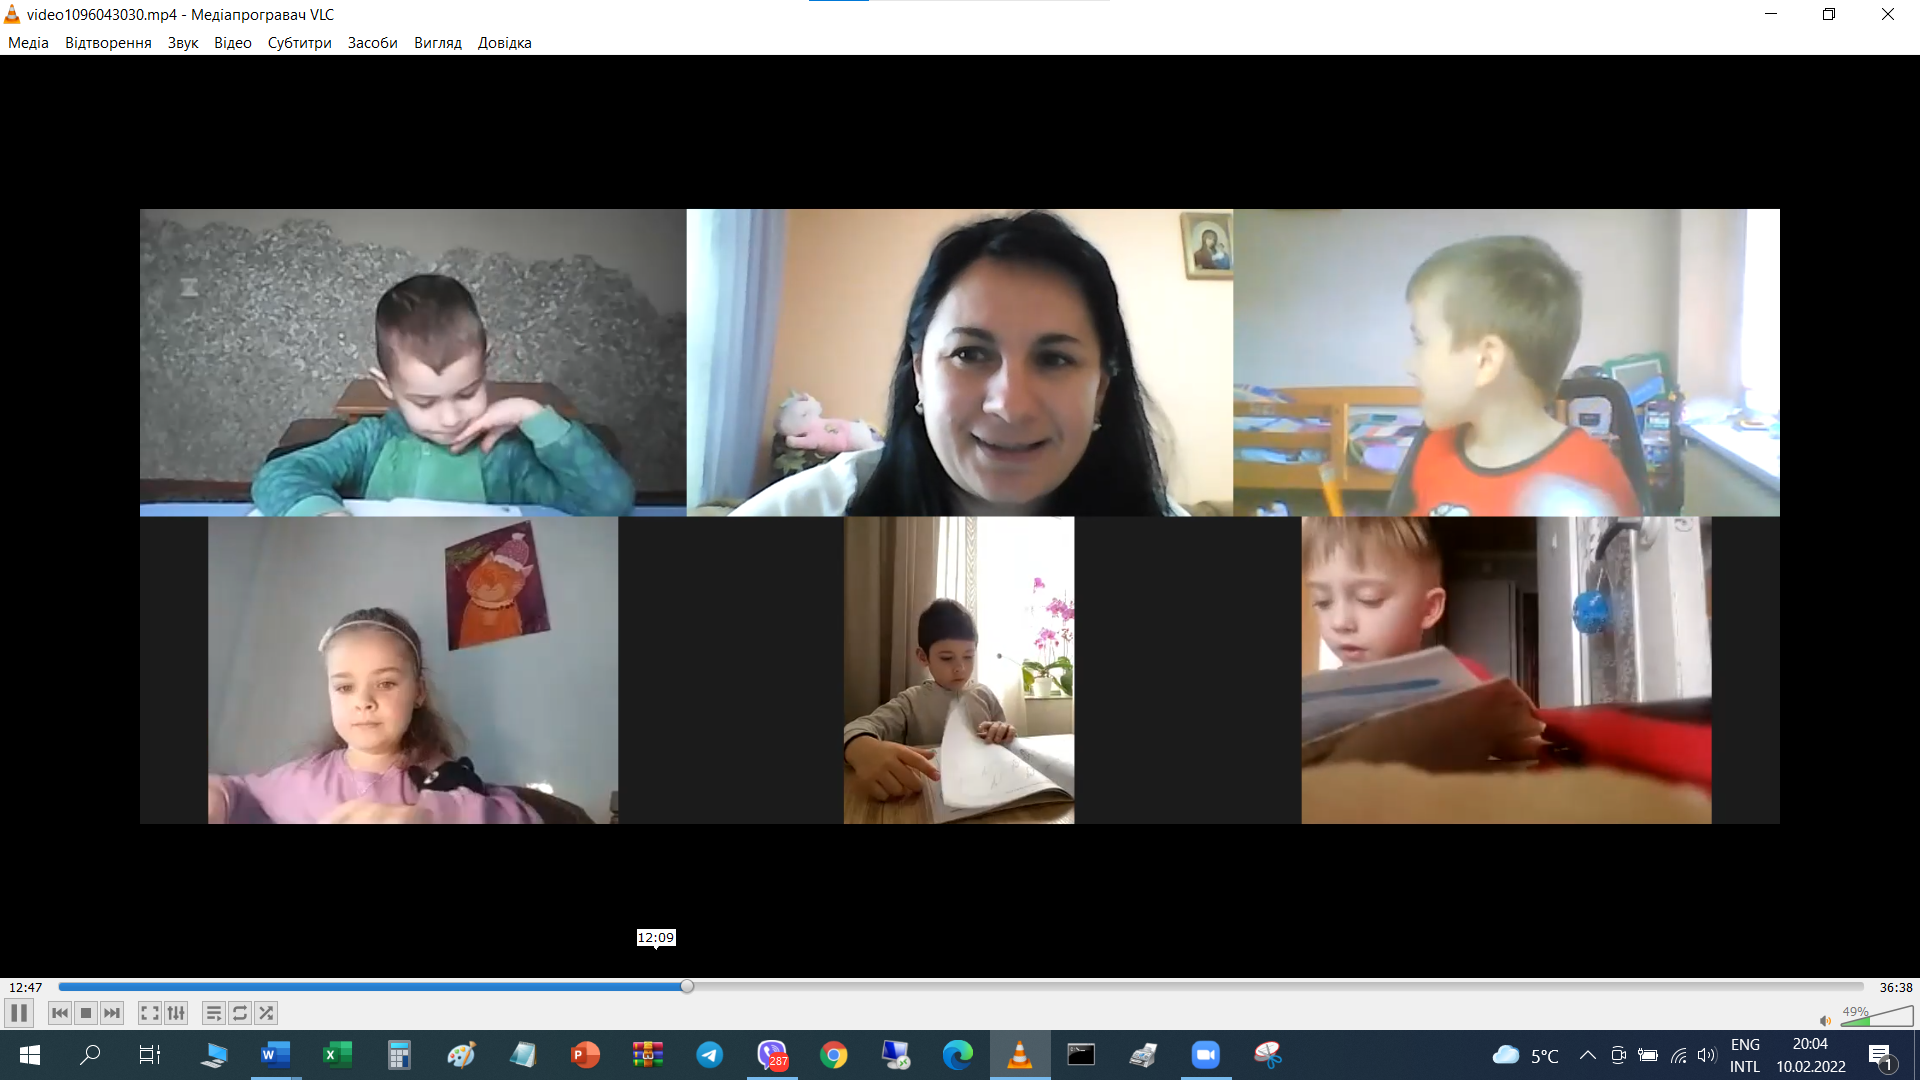 video1096043030.mp4 - Медіапрогравач VLC
Медіа Відтворення Звук Відео Субтитри Засоби Вигляд Довідка
12:09
12:47
36:38
49%
287
5°C
ENG
INTL
20:04
10.02.2022
1